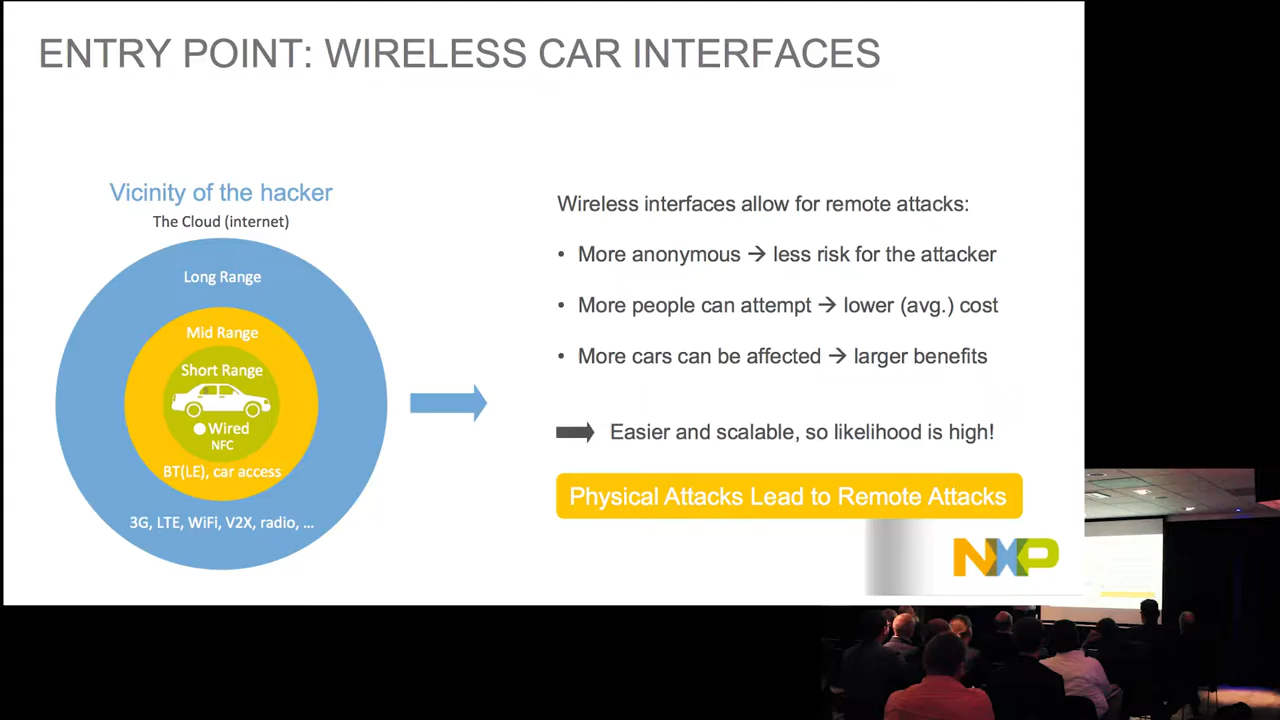 ENTRY POINT: WIRELESS CAR INTERFACES
Vicinity of the hacker
The Cloud (internet)
Long Range
Mid Range
Short Range
Wired
NFC
BT(LE), car access
3G, LTE, WiFi, V2X, radio, ...
Wireless interfaces allow for remote attacks:
• More anonymous → less risk for the attacker
• More people can attempt → lower (avg.) cost
• More cars can be affected → larger benefits
Easier and scalable, so likelihood is high!
Physical Attacks Lead to Remote Attacks
NXP